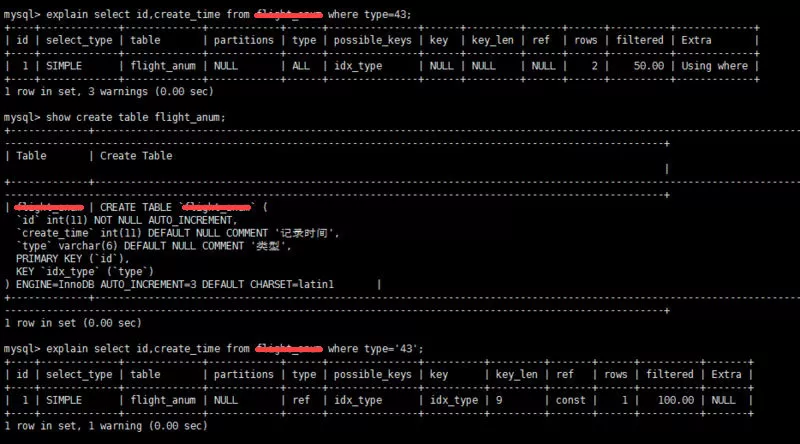 mysql> explain select id,create_time from flight_anum where type=43;
| id | select_type | table | partitions | type | possible_keys | key | key_len | ref | rows | filtered | Extra |
| 1 | SIMPLE | flight_anum | NULL | ALL | idx_type | NULL | NULL | NULL | 2 | 50.00 | Using where |
1 row in set, 3 warnings (0.00 sec)
mysql> show create table flight_anum;
| Table | Create Table |
| flight_anum | CREATE TABLE `flight_anum` (
`id` int(11) NOT NULL AUTO_INCREMENT,
`create_time` int(11) DEFAULT NULL COMMENT '记录时间',
`type` varchar(6) DEFAULT NULL COMMENT '类型',
PRIMARY KEY (`id`),
KEY `idx_type` (`type`)
) ENGINE=InnoDB AUTO_INCREMENT=3 DEFAULT CHARSET=latin1 |
1 row in set (0.00 sec)
mysql> explain select id,create_time from flight_anum where type='43';
| id | select_type | table | partitions | type | possible_keys | key | key_len | ref | rows | filtered | Extra |
| 1 | SIMPLE | flight_anum | NULL | ref | idx_type | idx_type | 9 | const | 1 | 100.00 | NULL |
1 row in set, 1 warning (0.00 sec)